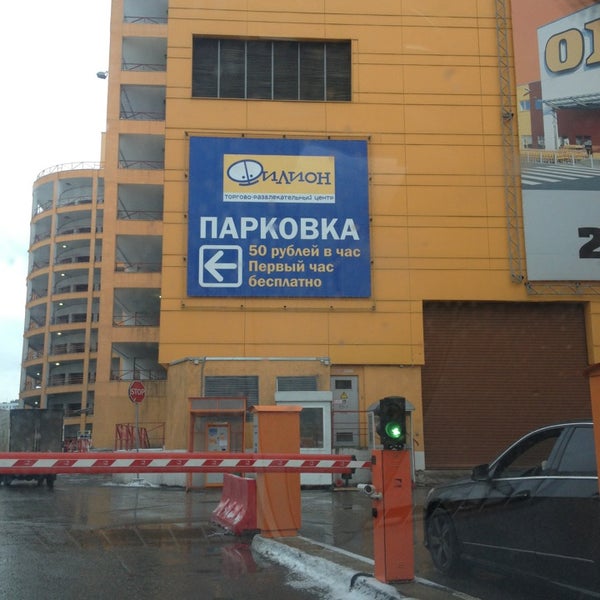 ФИЛИОН
ТОРГОВО-РАЗВЛЕКАТЕЛЬНЫЙ ЦЕНТР
ПАРКОВКА
50 рублей в час
Первый час
бесплатно
STOP